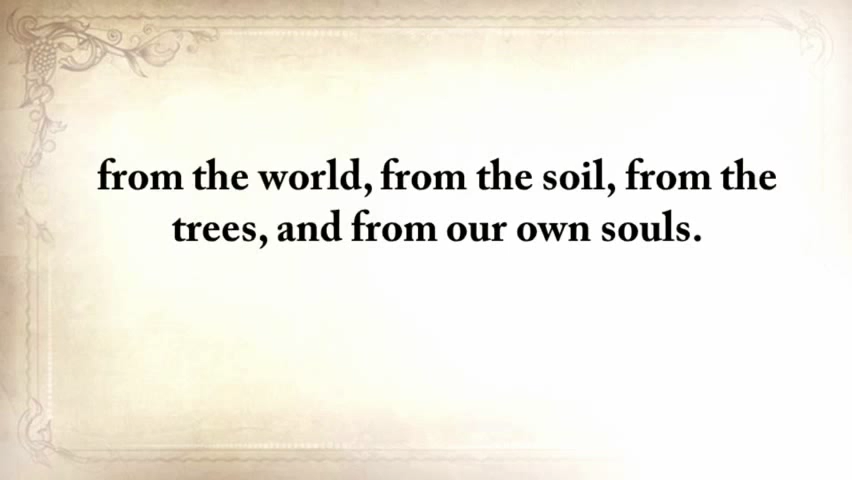 from the world, from the soil, from the
trees, and from our own souls.